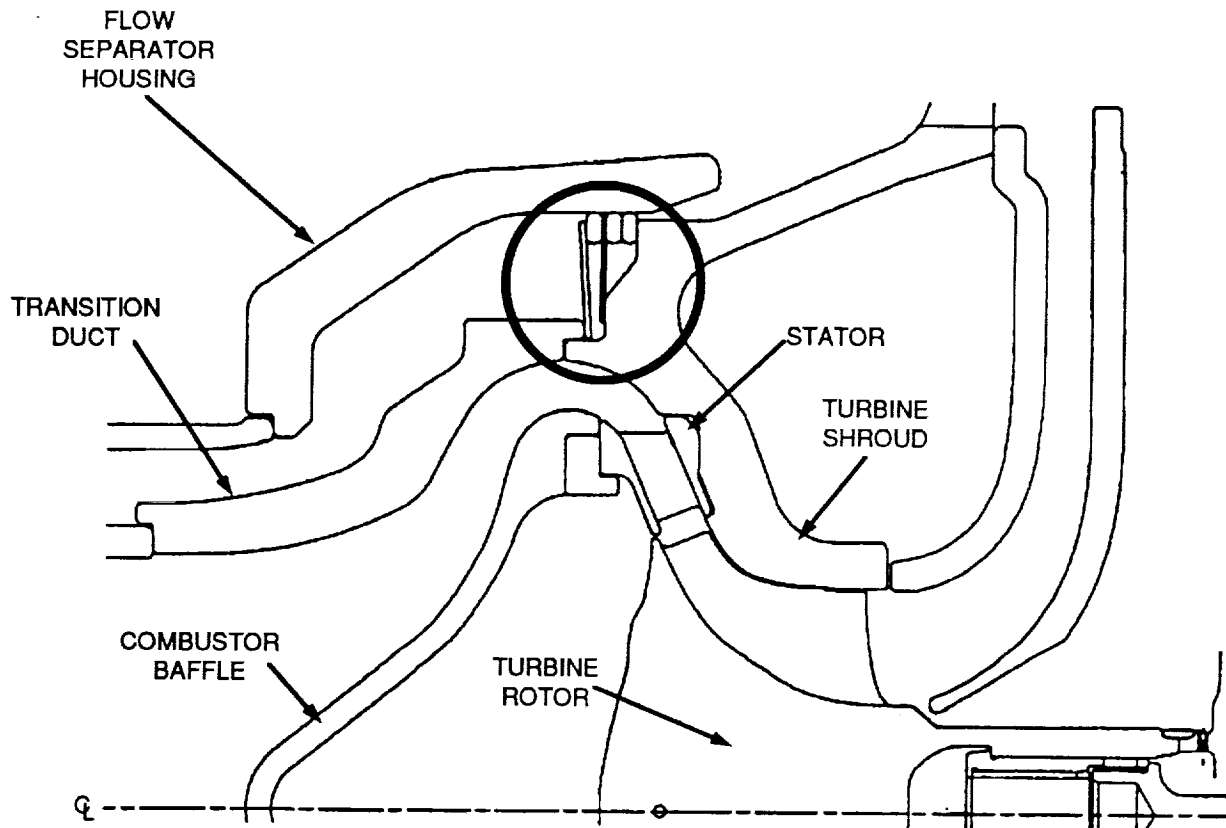 FLOW
SEPARATOR
HOUSING
TRANSITION
DUCT
STATOR
TURBINE
SHROUD
COMBUSTOR
BAFFLE
TURBINE
ROTOR
℄